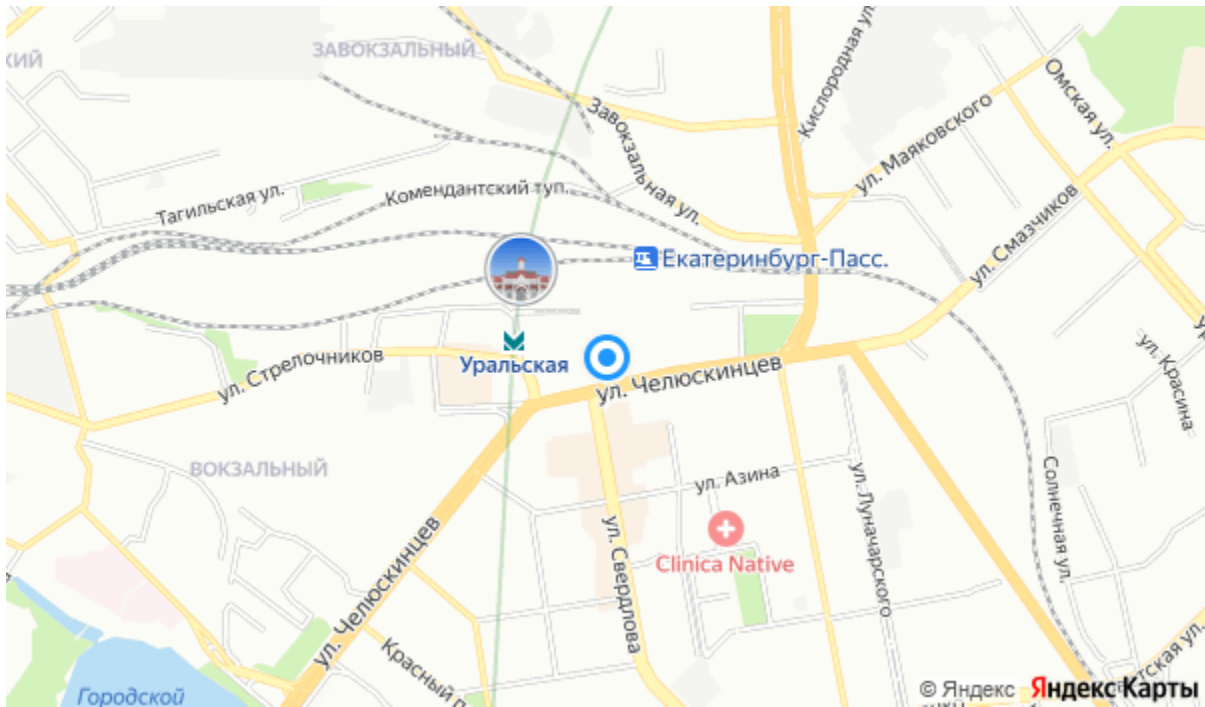 ЗАВОКЗАЛЬНЫЙ
Кислородная ул.
Омская ул.
Завокзальная ул.
ул. Маяковского
Тагильская ул.
Комендантский туп.
ул. Смазчиков
Екатеринбург-Пасс.
Уральская
ул. Стрелочников
ул. Челюскинцев
ул. Красина
ВОКЗАЛЬНЫЙ
ул. Азина
ул. Луначарского
Солнечная ул.
ул. Свердлова
Clinica Native
ул. Челюскинцев
Красный
Городской
© Яндекс Яндекс Карты